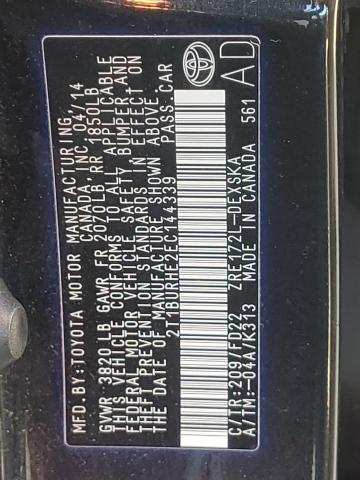 MFD.BY:TOYOTA MOTOR MANUFACTURING,
CANADA, INC. 04/14
GVWR 3820 LB GAWR FR 2070LB,RR 1850LB
THIS VEHICLE CONFORMS TO ALL APPLICABLE
FEDERAL MOTOR VEHICLE SAFETY,BUMPER,AND
THEFT PREVENTION STANDARDS IN EFFECT ON
THE DATE OF MANUFACTURE SHOWN ABOVE.
2T1BURHE2EC144339 PASS.CAR
C/TR:209/FD22 ZRE172L-DEXSKA
A/TM:-04A/K313 MADE IN CANADA 561
AD